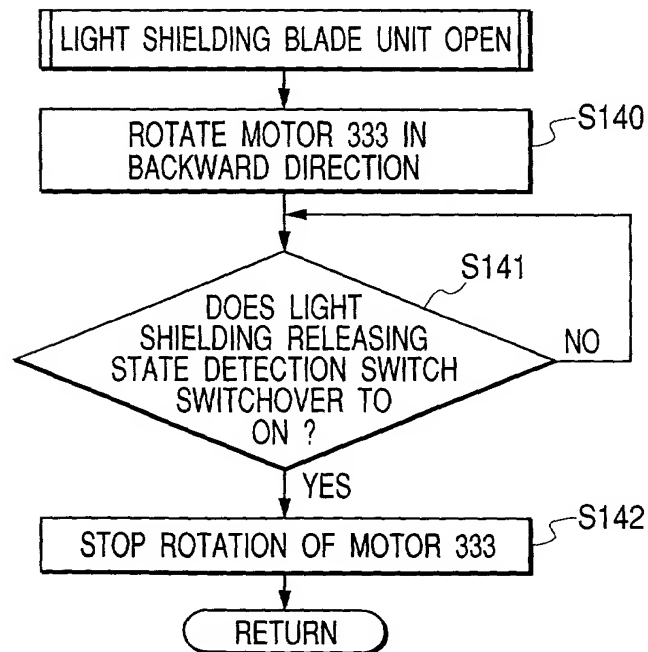 LIGHT SHIELDING BLADE UNIT OPEN
ROTATE MOTOR 333 IN
BACKWARD DIRECTION
S140
S141
DOES LIGHT
SHIELDING RELEASING
STATE DETECTION SWITCH
SWITCHOVER TO
ON ?
NO
YES
STOP ROTATION OF MOTOR 333
S142
RETURN